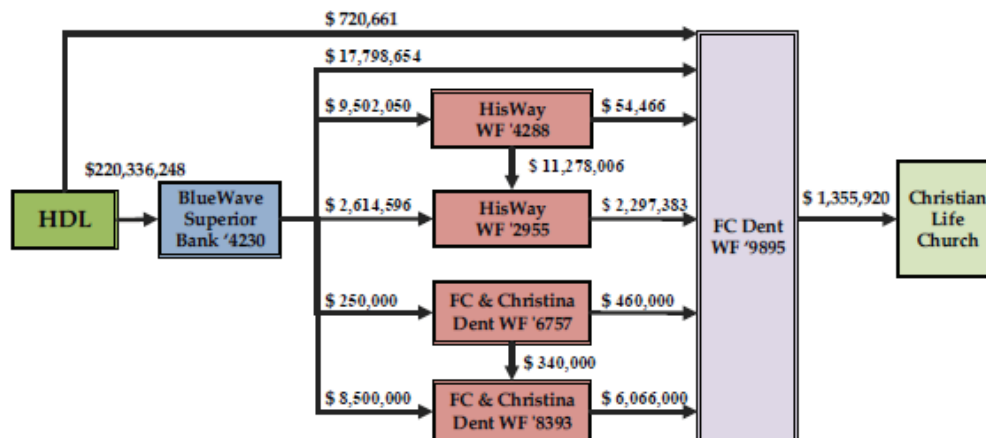 $ 720,661
$ 17,798,654
$ 9,502,050
HisWay
WF '4288
$ 54,466
$ 11,278,006
$220,336,248
HDL
BlueWave
Superior
Bank ‘4230
$ 2,614,596
HisWay
WF '2955
$ 2,297,383
FC Dent
WF ‘9895
$ 1,355,920
Christian
Life
Church
$ 250,000
FC & Christina
Dent WF '6757
$ 460,000
$ 340,000
$ 8,500,000
FC & Christina
Dent WF '8393
$ 6,066,000